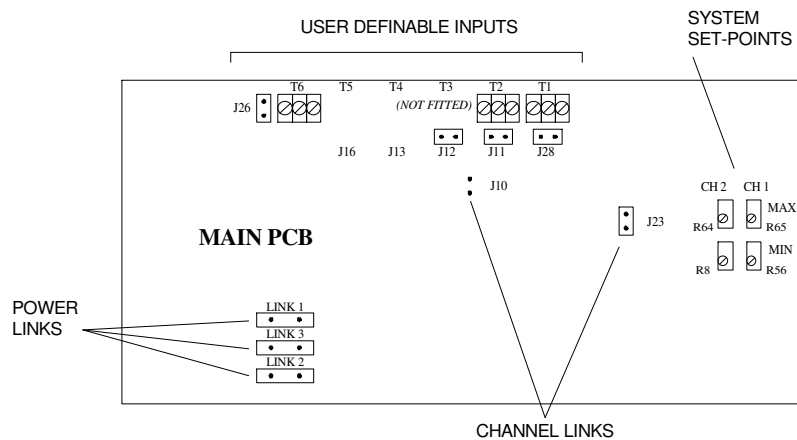 USER DEFINABLE INPUTS
SYSTEM
SET-POINTS
T6 T5 T4 T3 T2 T1
J26 (NOT FITTED)
J16 J13 J12 J11 J28
J10
CH 2 CH 1
J23
MAX
R64 R65
MAIN PCB
MIN
R8 R56
POWER
LINKS
LINK 1
LINK 3
LINK 2
CHANNEL LINKS